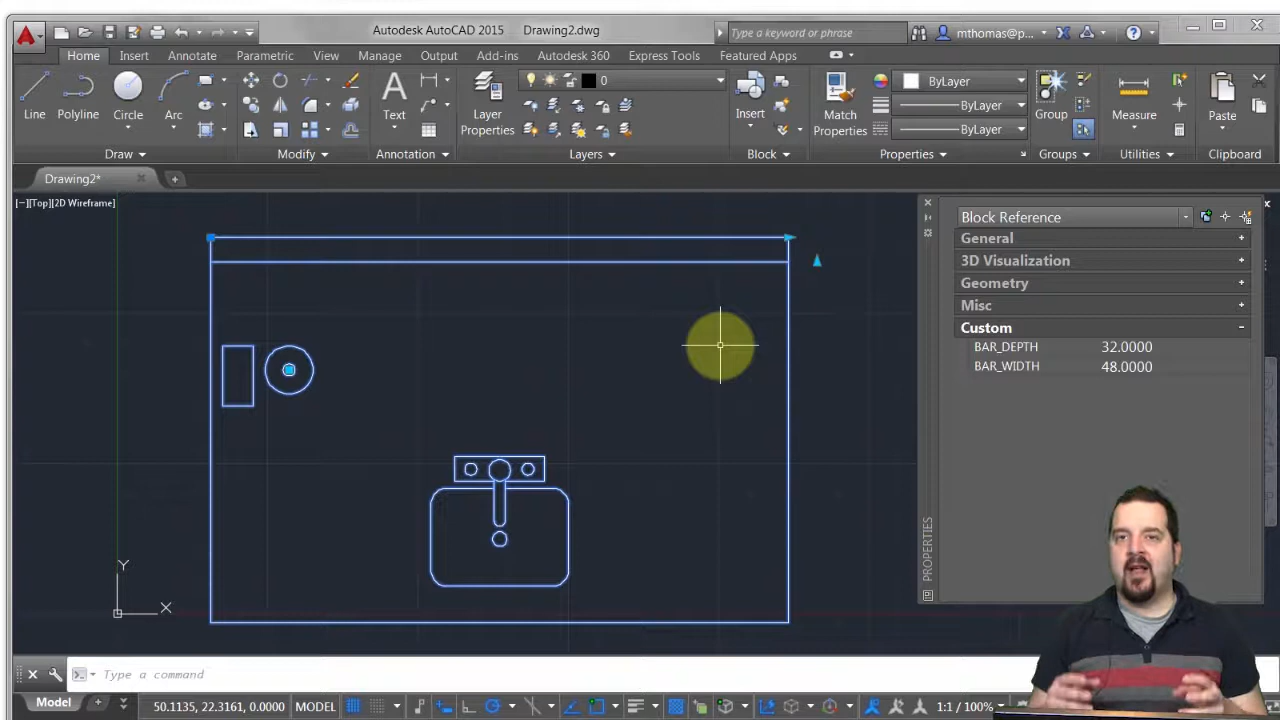 Autodesk AutoCAD 2015 Drawing2.dwg Type a keyword or phrase mthomas@p...
Home Insert Annotate Parametric View Manage Output Add-ins Autodesk 360 Express Tools Featured Apps
Line Polyline Circle Arc Text Layer Properties 0 Insert Match Properties ByLayer Group Measure Paste
ByLayer
ByLayer
Draw Modify Annotation Layers Block Properties Groups Utilities Clipboard
Drawing2*
[−][Top][2D Wireframe]
Block Reference
General
3D Visualization
Geometry
Misc
Custom
BAR_DEPTH 32.0000
BAR_WIDTH 48.0000
PROPERTIES
Y
X
Type a command
Model 50.1135, 22.3161, 0.0000 MODEL 1:1 / 100%